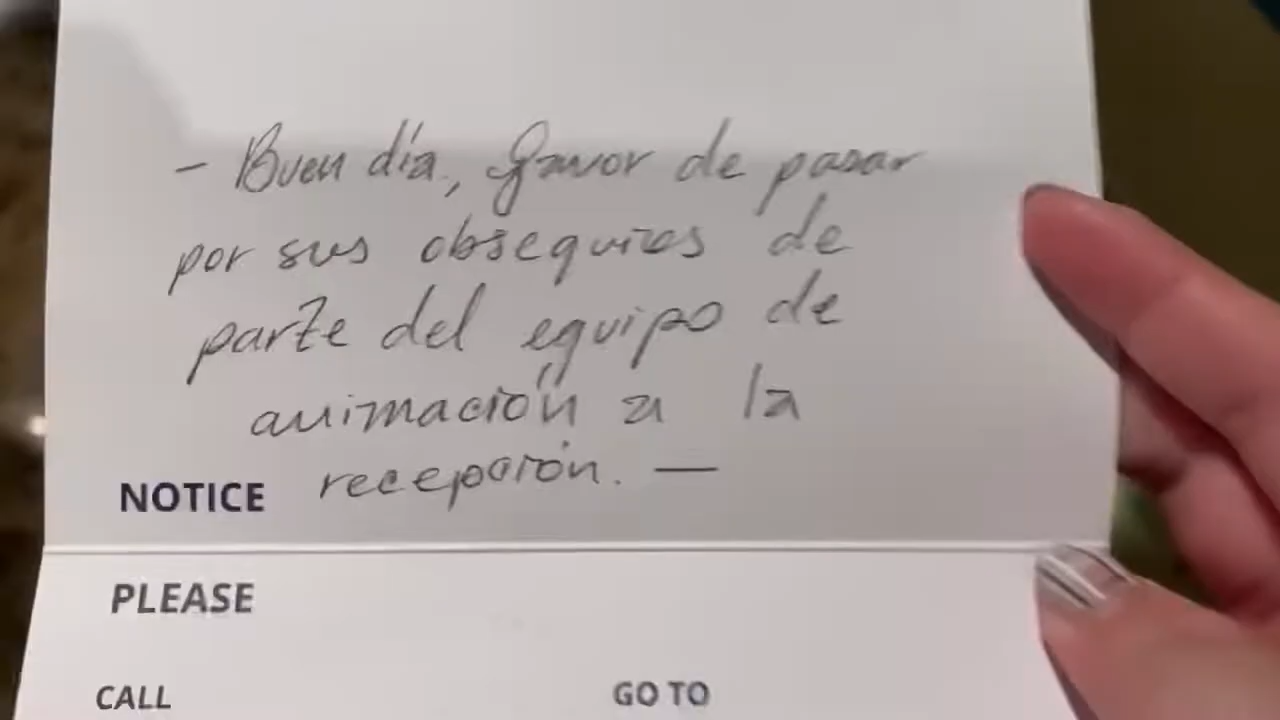 - Buen día, favor de pasar
por sus obsequios de
parte del equipo de
animación a la
recepción. —
NOTICE
PLEASE
CALL GO TO